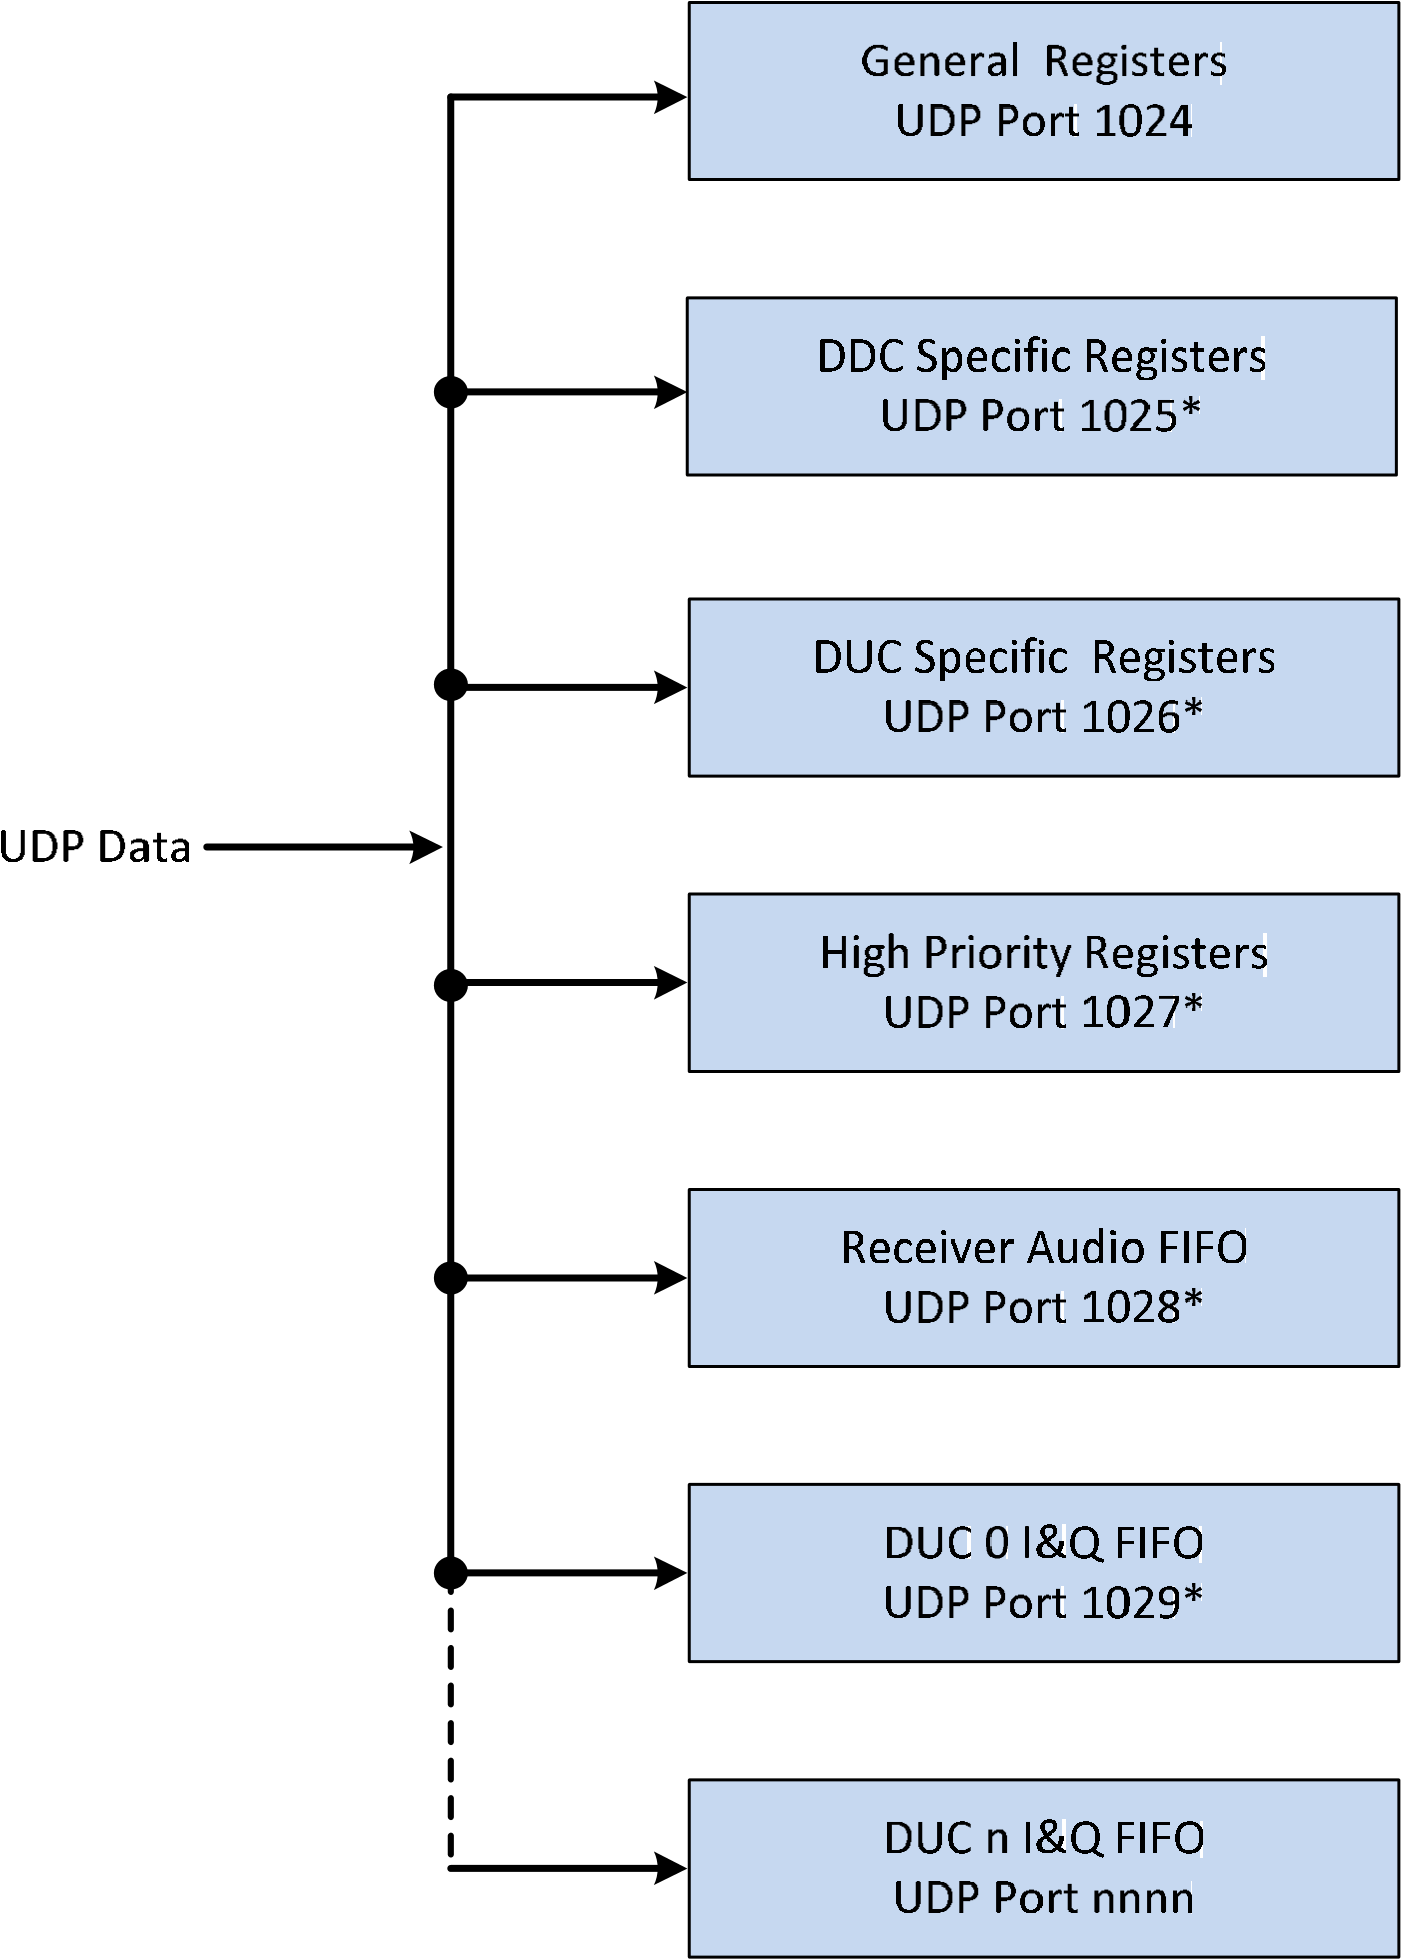 General  Registers
UDP Port 1024
DDC Specific Registers
UDP Port 1025*
DUC Specific  Registers
UDP Port 1026*
UDP Data
High Priority Registers
UDP Port 1027*
Receiver Audio FIFO
UDP Port 1028*
DUC 0 I&Q FIFO
UDP Port 1029*
DUC n I&Q FIFO
UDP Port nnnn